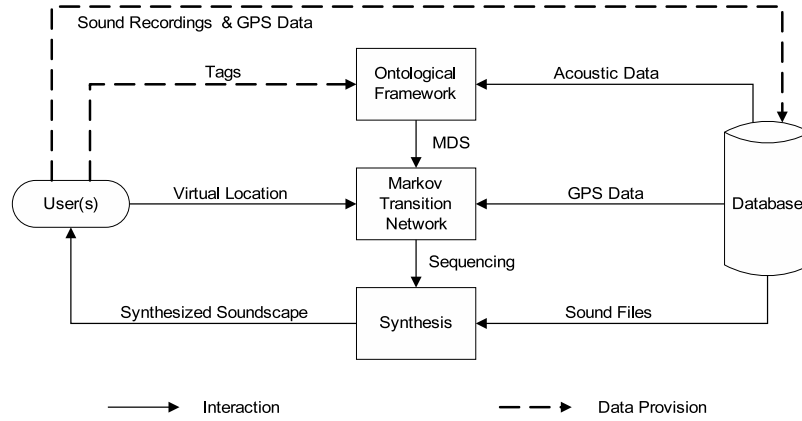 Sound Recordings & GPS Data
Tags
Ontological
Framework
Acoustic Data
MDS
User(s)
Virtual Location
Markov
Transition
Network
GPS Data
Database
Sequencing
Synthesized Soundscape
Synthesis
Sound Files
Interaction
Data Provision